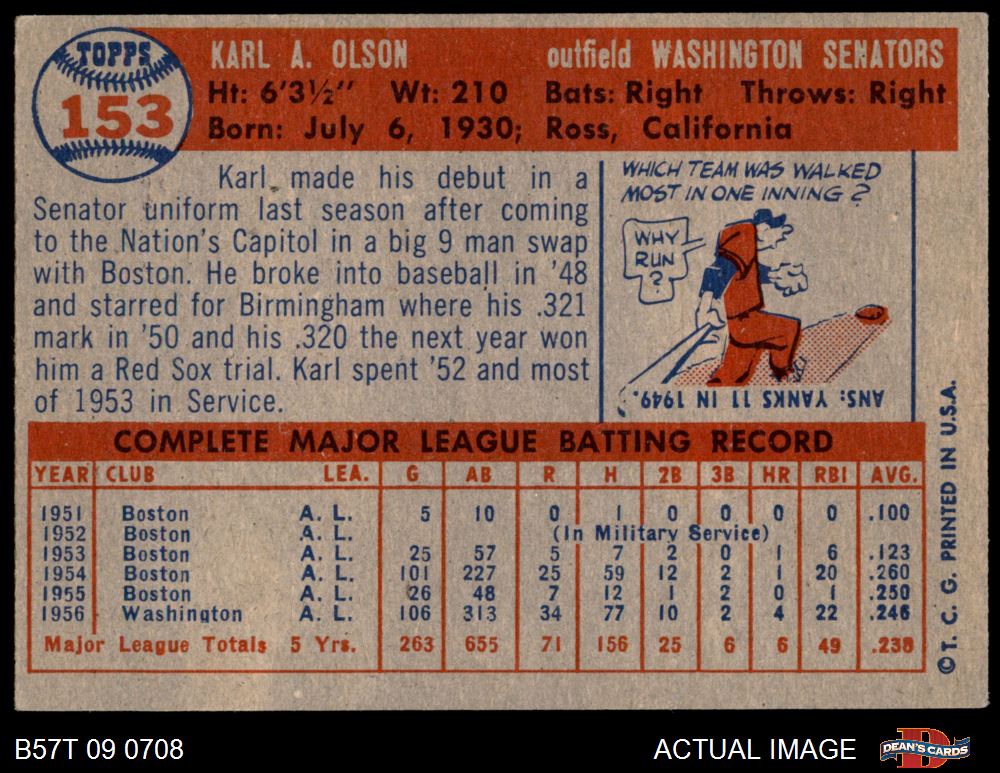 TOPPS
153
KARL A. OLSON outfield WASHINGTON SENATORS
Ht: 6'3½" Wt: 210 Bats: Right Throws: Right
Born: July 6, 1930; Ross, California
Karl made his debut in a
Senator uniform last season after coming
to the Nation's Capitol in a big 9 man swap
with Boston. He broke into baseball in '48
and starred for Birmingham where his .321
mark in '50 and his .320 the next year won
him a Red Sox trial. Karl spent '52 and most
of 1953 in Service.
WHICH TEAM WAS WALKED
MOST IN ONE INNING?
WHY
RUN
?
ANS: YANKS 11 IN 1949.
COMPLETE MAJOR LEAGUE BATTING RECORD
YEAR CLUB LEA. G AB R H 2B 3B HR RBI AVG.
1951 Boston A. L. 5 10 0 1 0 0 0 0 .100
1952 Boston A. L. (In Military Service)
1953 Boston A. L. 25 57 5 7 2 0 1 6 .123
1954 Boston A. L. 101 227 25 59 12 2 1 20 .260
1955 Boston A. L. 26 48 7 12 1 2 0 1 .250
1956 Washington A. L. 106 313 34 77 10 2 4 22 .246
Major League Totals 5 Yrs. 263 655 71 156 25 6 6 49 .238
© T. C. G. PRINTED IN U.S.A.
B57T 09 0708 ACTUAL IMAGE
DEAN'S CARDS